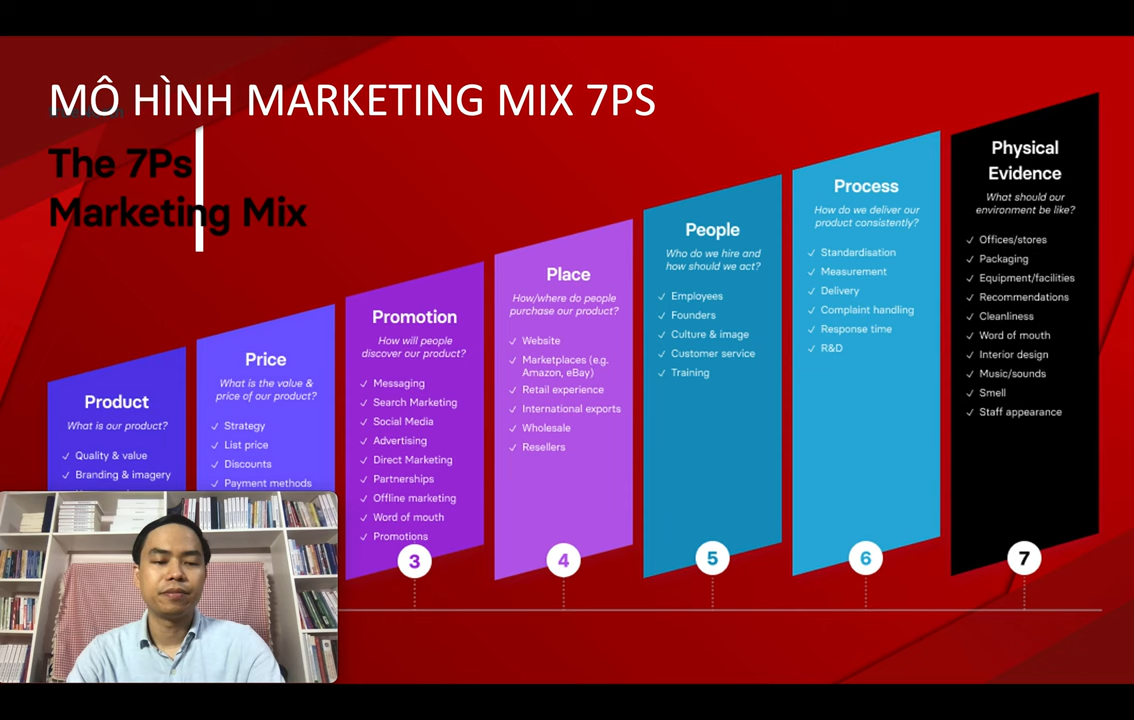 MÔ HÌNH MARKETING MIX 7PS
The 7Ps
Marketing Mix
Product
What is our product?
✓ Quality & value
✓ Branding & imagery
Price
What is the value &
price of our product?
✓ Strategy
✓ List price
✓ Discounts
✓ Payment methods
Promotion
How will people
discover our product?
✓ Messaging
✓ Search Marketing
✓ Social Media
✓ Advertising
✓ Direct Marketing
✓ Partnerships
✓ Offline marketing
✓ Word of mouth
✓ Promotions
3
Place
How/where do people
purchase our product?
✓ Website
✓ Marketplaces (e.g.
Amazon, eBay)
✓ Retail experience
✓ International exports
✓ Wholesale
✓ Resellers
4
People
Who do we hire and
how should we act?
✓ Employees
✓ Founders
✓ Culture & image
✓ Customer service
✓ Training
5
Process
How do we deliver our
product consistently?
✓ Standardisation
✓ Measurement
✓ Delivery
✓ Complaint handling
✓ Response time
✓ R&D
6
Physical
Evidence
What should our
environment be like?
✓ Offices/stores
✓ Packaging
✓ Equipment/facilities
✓ Recommendations
✓ Cleanliness
✓ Word of mouth
✓ Interior design
✓ Music/sounds
✓ Smell
✓ Staff appearance
7